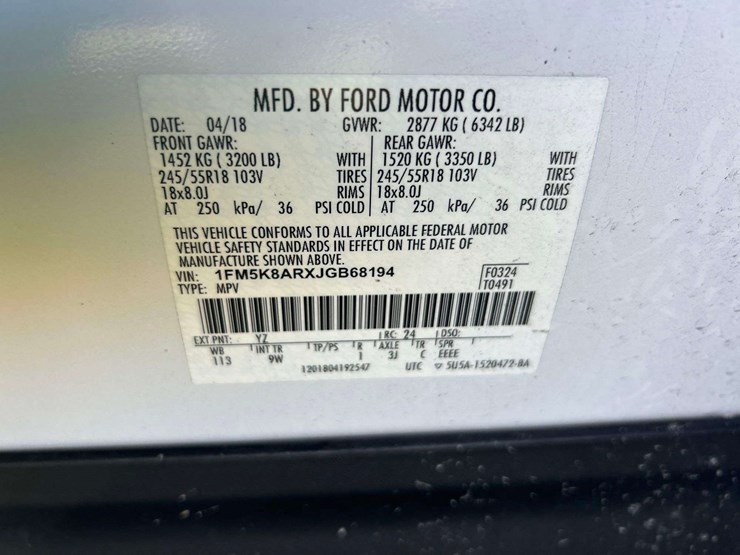 MFD. BY FORD MOTOR CO.
DATE: 04/18 GVWR: 2877 KG ( 6342 LB)
FRONT GAWR: REAR GAWR:
1452 KG ( 3200 LB) WITH 1520 KG ( 3350 LB) WITH
245/55R18 103V TIRES 245/55R18 103V TIRES
18x8.0J RIMS 18x8.0J RIMS
AT 250 kPa/ 36 PSI COLD AT 250 kPa/ 36 PSI COLD
THIS VEHICLE CONFORMS TO ALL APPLICABLE FEDERAL MOTOR
VEHICLE SAFETY STANDARDS IN EFFECT ON THE DATE OF
MANUFACTURE SHOWN ABOVE.
VIN: 1FM5K8ARXJGB68194 F0324
TYPE: MPV T0491
EXT PNT: YZ RC: 24 DSO:
WB INT TR TP/PS R AXLE TR SPR
113 9W I 3J C EEEE
1201804192547 UTC ▽ 5U5A-1520472-BA